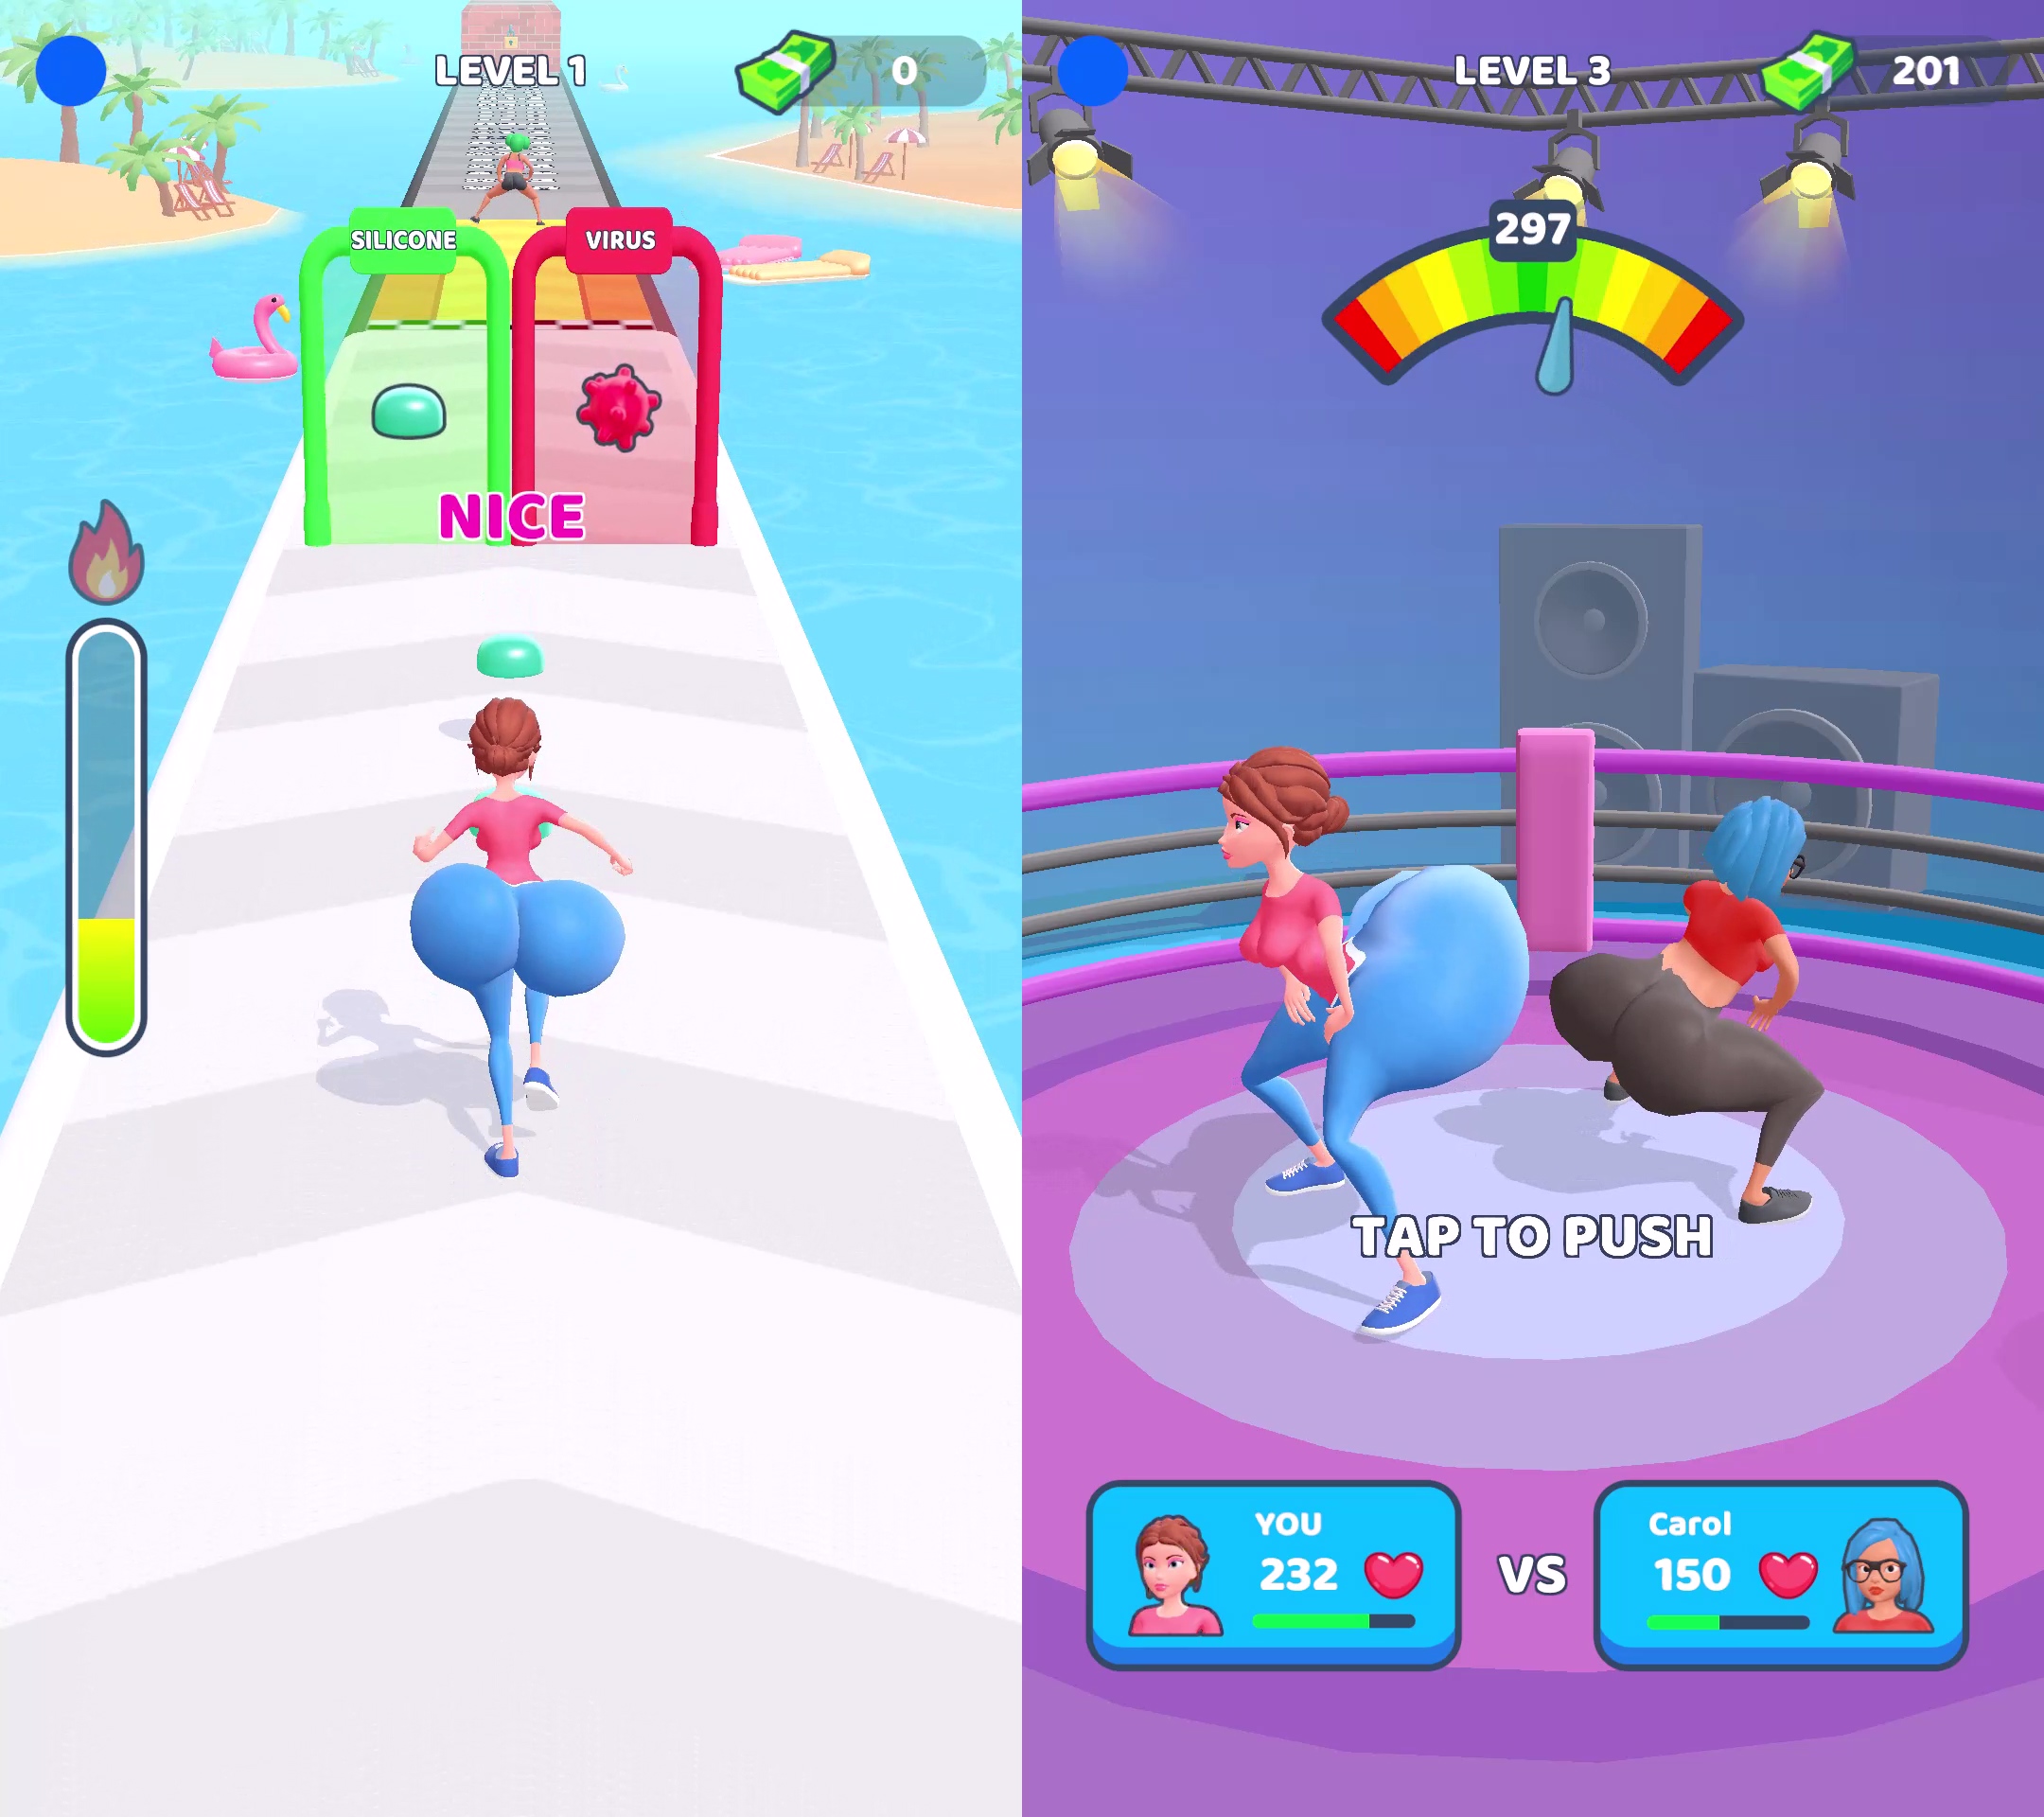 LEVEL 1
0
SILICONE
VIRUS
NICE
LEVEL 3
201
297
TAP TO PUSH
YOU
232
VS
Carol
150